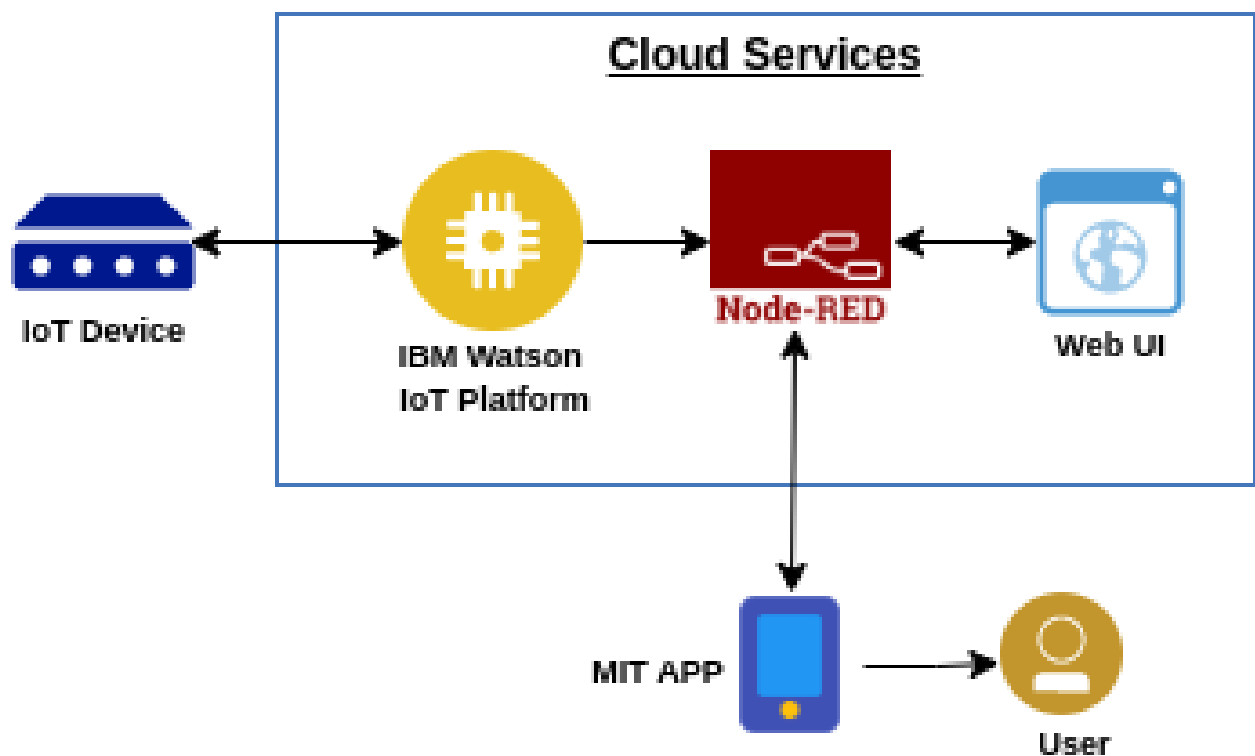 Cloud Services
IoT Device
IBM Watson
IoT Platform
Node-RED
Web UI
MIT APP
User